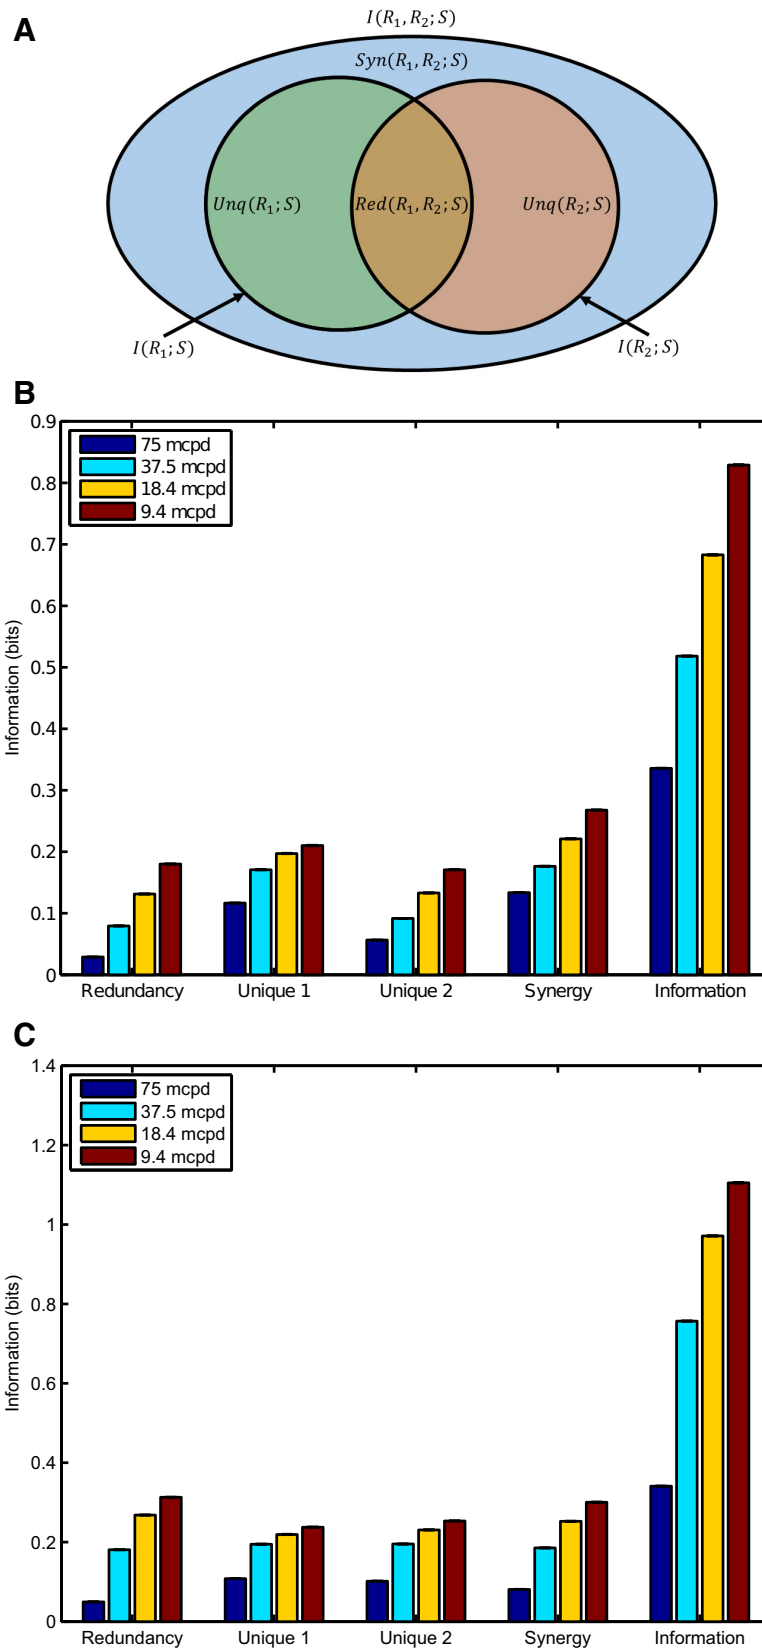 A
I(R₁,R₂;S)
Syn(R₁,R₂;S)
Unq(R₁;S)
Red(R₁,R₂;S)
Unq(R₂;S)
I(R₁;S)
I(R₂;S)
B
Information (bits)
0.9
0.8
0.7
0.6
0.5
0.4
0.3
0.2
0.1
0
75 mcpd
37.5 mcpd
18.4 mcpd
9.4 mcpd
Redundancy Unique 1 Unique 2 Synergy Information
C
Information (bits)
1.4
1.2
1
0.8
0.6
0.4
0.2
0
75 mcpd
37.5 mcpd
18.4 mcpd
9.4 mcpd
Redundancy Unique 1 Unique 2 Synergy Information